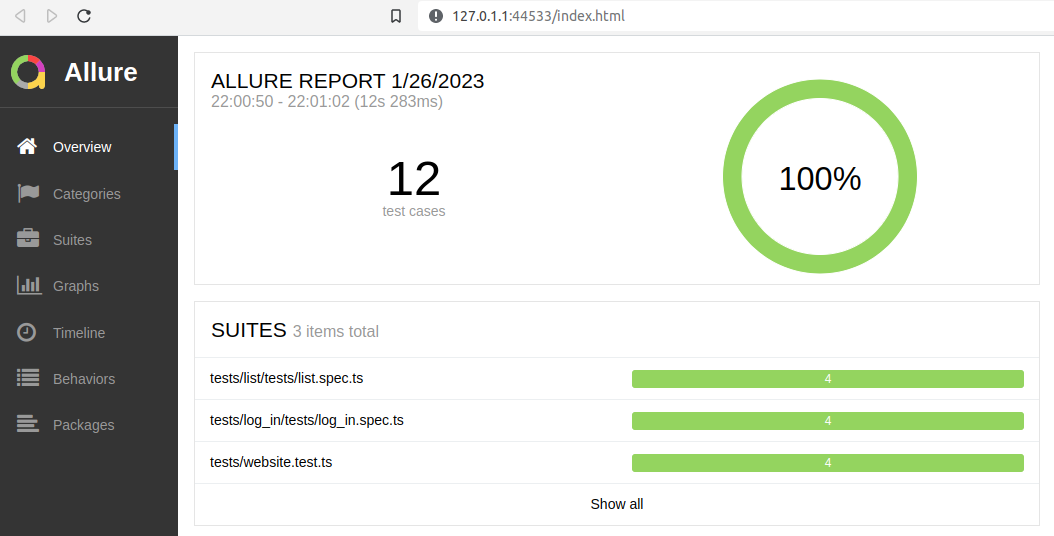 127.0.1.1:44533/index.html
Allure
Overview
Categories
Suites
Graphs
Timeline
Behaviors
Packages
ALLURE REPORT 1/26/2023
22:00:50 - 22:01:02 (12s 283ms)
12
test cases
100%
SUITES 3 items total
tests/list/tests/list.spec.ts 4
tests/log_in/tests/log_in.spec.ts 4
tests/website.test.ts 4
Show all